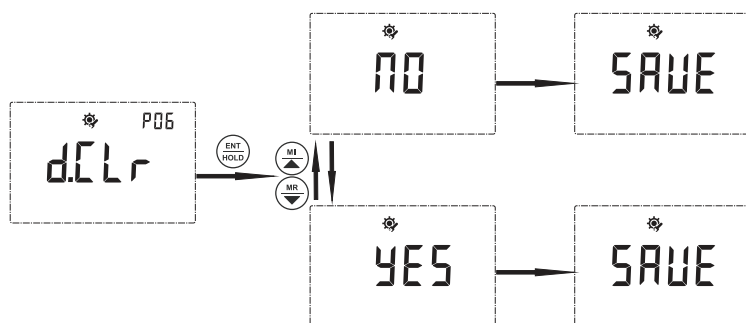 NO
SAVE
P06
d.CLr
ENT
HOLD
MI
MR
YES
SAVE